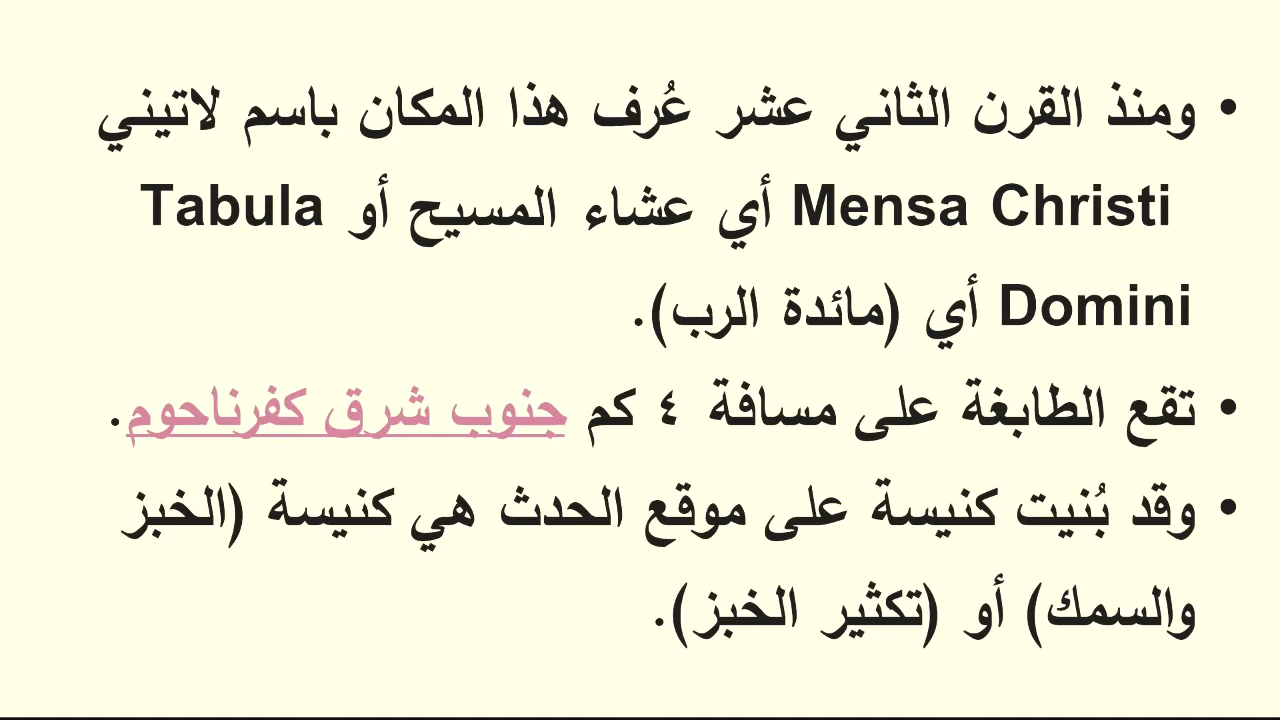 • ومنذ القرن الثاني عشر عُرف هذا المكان باسم لاتيني
Mensa Christi أي عشاء المسيح أو Tabula
Domini أي (مائدة الرب).
• تقع الطابغة على مسافة ٤ كم جنوب شرق كفرناحوم.
• وقد بُنيت كنيسة على موقع الحدث هي كنيسة (الخبز
والسمك) أو (تكثير الخبز).